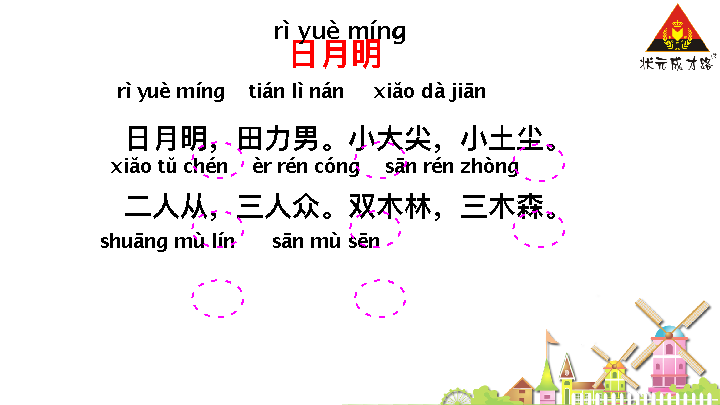 rì yuè míng
日月明
rì yuè míng tián lì nán xiǎo dà jiān
日月明，田力男。小大尖，小土尘。
xiǎo tǔ chén èr rén cóng sān rén zhòng
二人从，三人众。双木林，三木森。
shuāng mù lín sān mù sēn
状元成才路